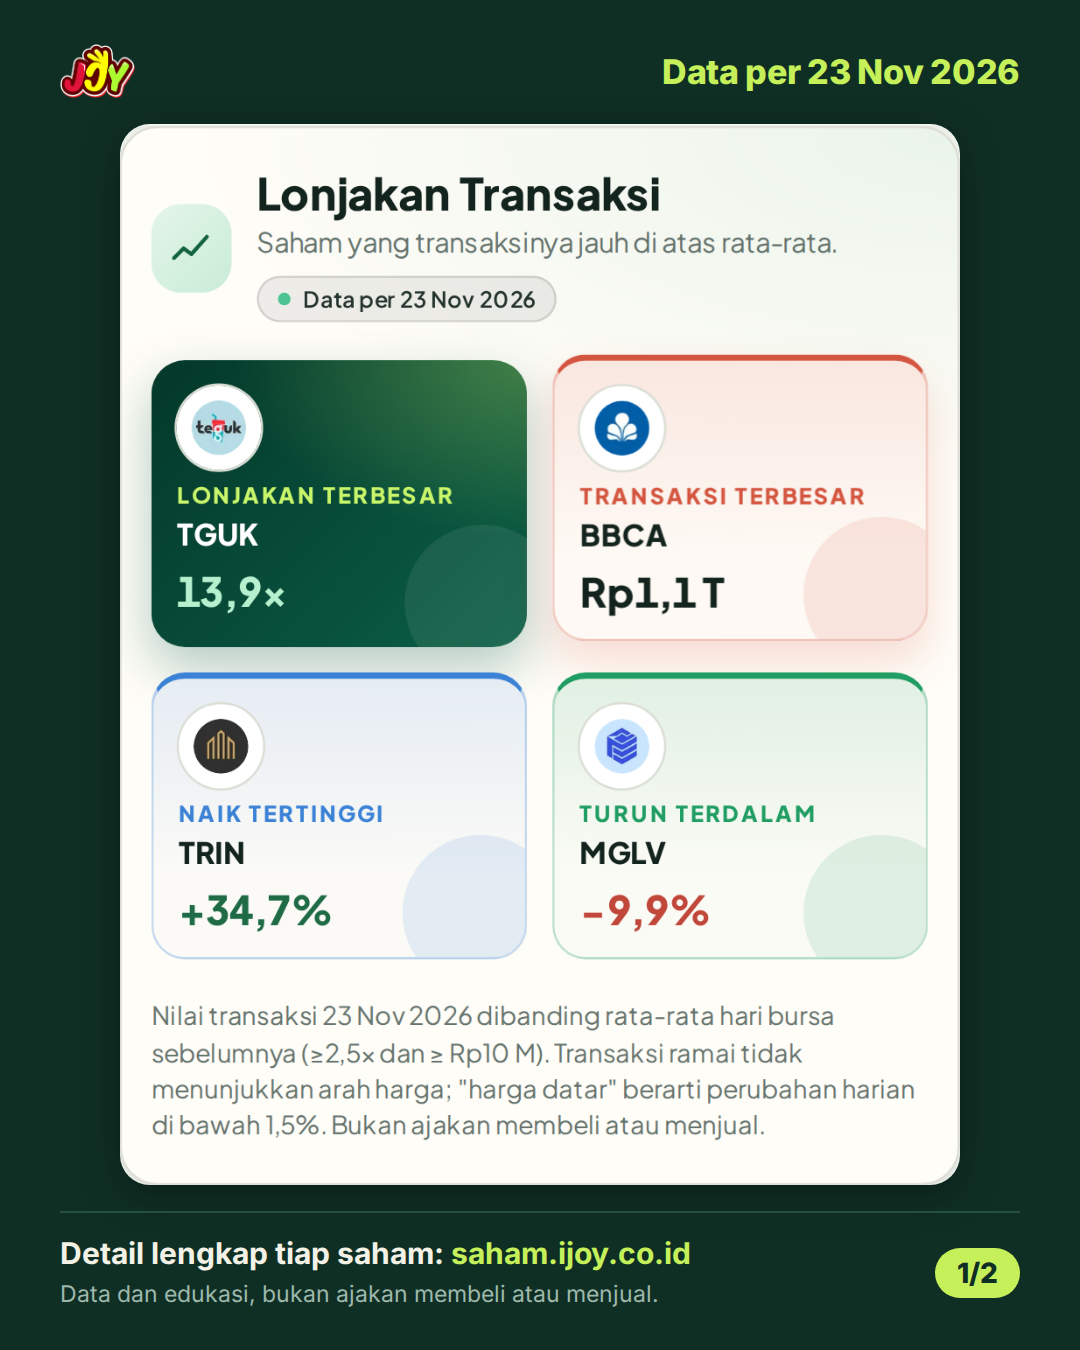 JOY
Data per 23 Nov 2026
Lonjakan Transaksi
Saham yang transaksinya jauh di atas rata-rata.
Data per 23 Nov 2026
teguk
LONJAKAN TERBESAR
TGUK
13,9×
TRANSAKSI TERBESAR
BBCA
Rp1,1 T
NAIK TERTINGGI
TRIN
+34,7%
TURUN TERDALAM
MGLV
-9,9%
Nilai transaksi 23 Nov 2026 dibanding rata-rata hari bursa
sebelumnya (≥2,5× dan ≥ Rp10 M). Transaksi ramai tidak
menunjukkan arah harga; "harga datar" berarti perubahan harian
di bawah 1,5%. Bukan ajakan membeli atau menjual.
Detail lengkap tiap saham: saham.ijoy.co.id
Data dan edukasi, bukan ajakan membeli atau menjual.
1/2